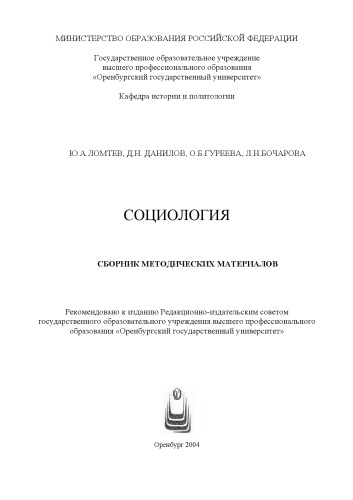 МИНИСТЕРСТВО ОБРАЗОВАНИЯ РОССИЙСКОЙ ФЕДЕРАЦИИ
Государственное образовательное учреждение
высшего профессионального образования
«Оренбургский государственный университет»
Кафедра истории и политологии
Ю.А.ЛОМТЕВ, Д.Н. ДАНИЛОВ, О.Б.ГУРЕЕВА, Л.Н.БОЧАРОВА
СОЦИОЛОГИЯ
СБОРНИК МЕТОДИЧЕСКИХ МАТЕРИАЛОВ
Рекомендовано к изданию Редакционно-издательским советом
государственного образовательного учреждения высшего профессионального
образования «Оренбургский государственный университет»
Оренбург 2004